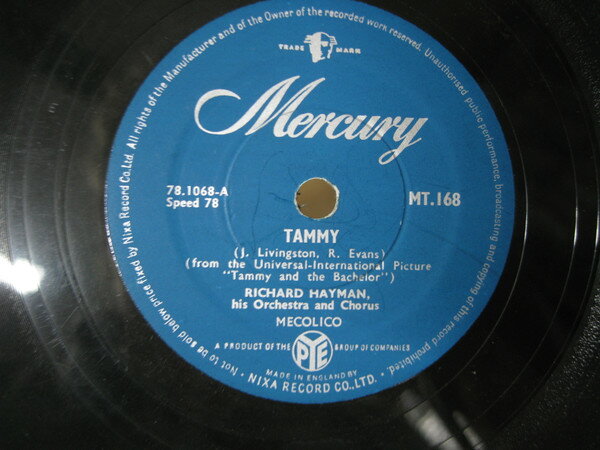 TRADE MARK
Mercury
78.1068-A
Speed 78
MT.168
TAMMY
(J. Livingston, R. Evans)
(from the Universal-International Picture
"Tammy and the Bachelor")
RICHARD HAYMAN,
his Orchestra and Chorus
MECOLICO
A PRODUCT OF THE PYE GROUP OF COMPANIES
MADE IN ENGLAND BY
NIXA RECORD CO., LTD.
• Not to be sold below price fixed by Nixa Record Co. Ltd. All rights of the Manufacturer and of the Owner of the recorded work reserved. Unauthorised public performance, broadcasting and copying of this record prohibited. •